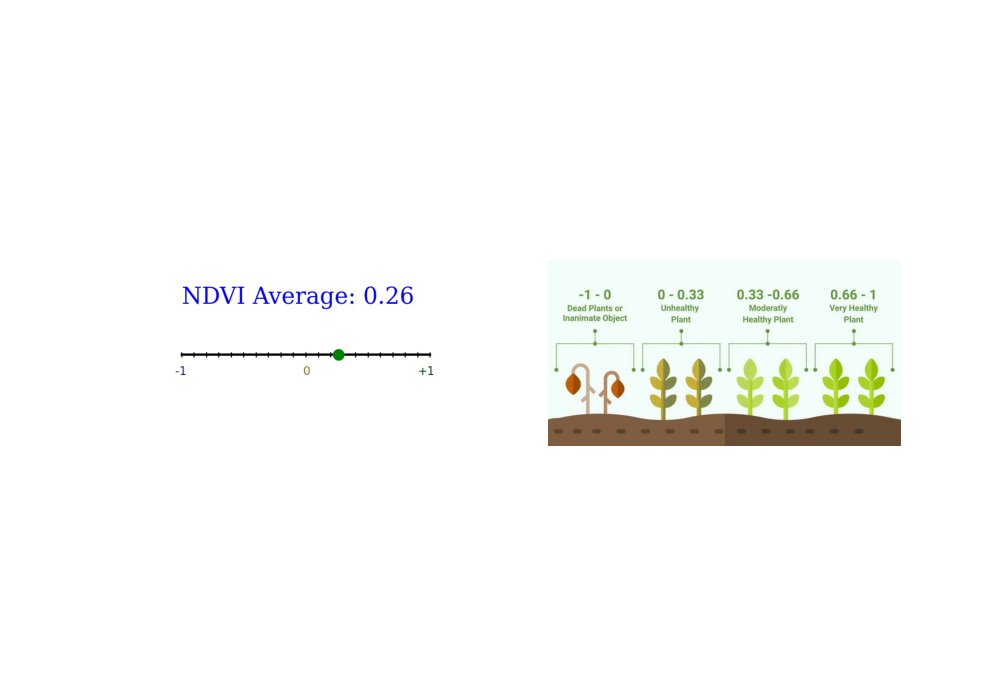 NDVI Average: 0.26
-1
0
+1
-1 - 0
Dead Plants or
Inanimate Object
0 - 0.33
Unhealthy
Plant
0.33 -0.66
Moderatly
Healthy Plant
0.66 - 1
Very Healthy
Plant